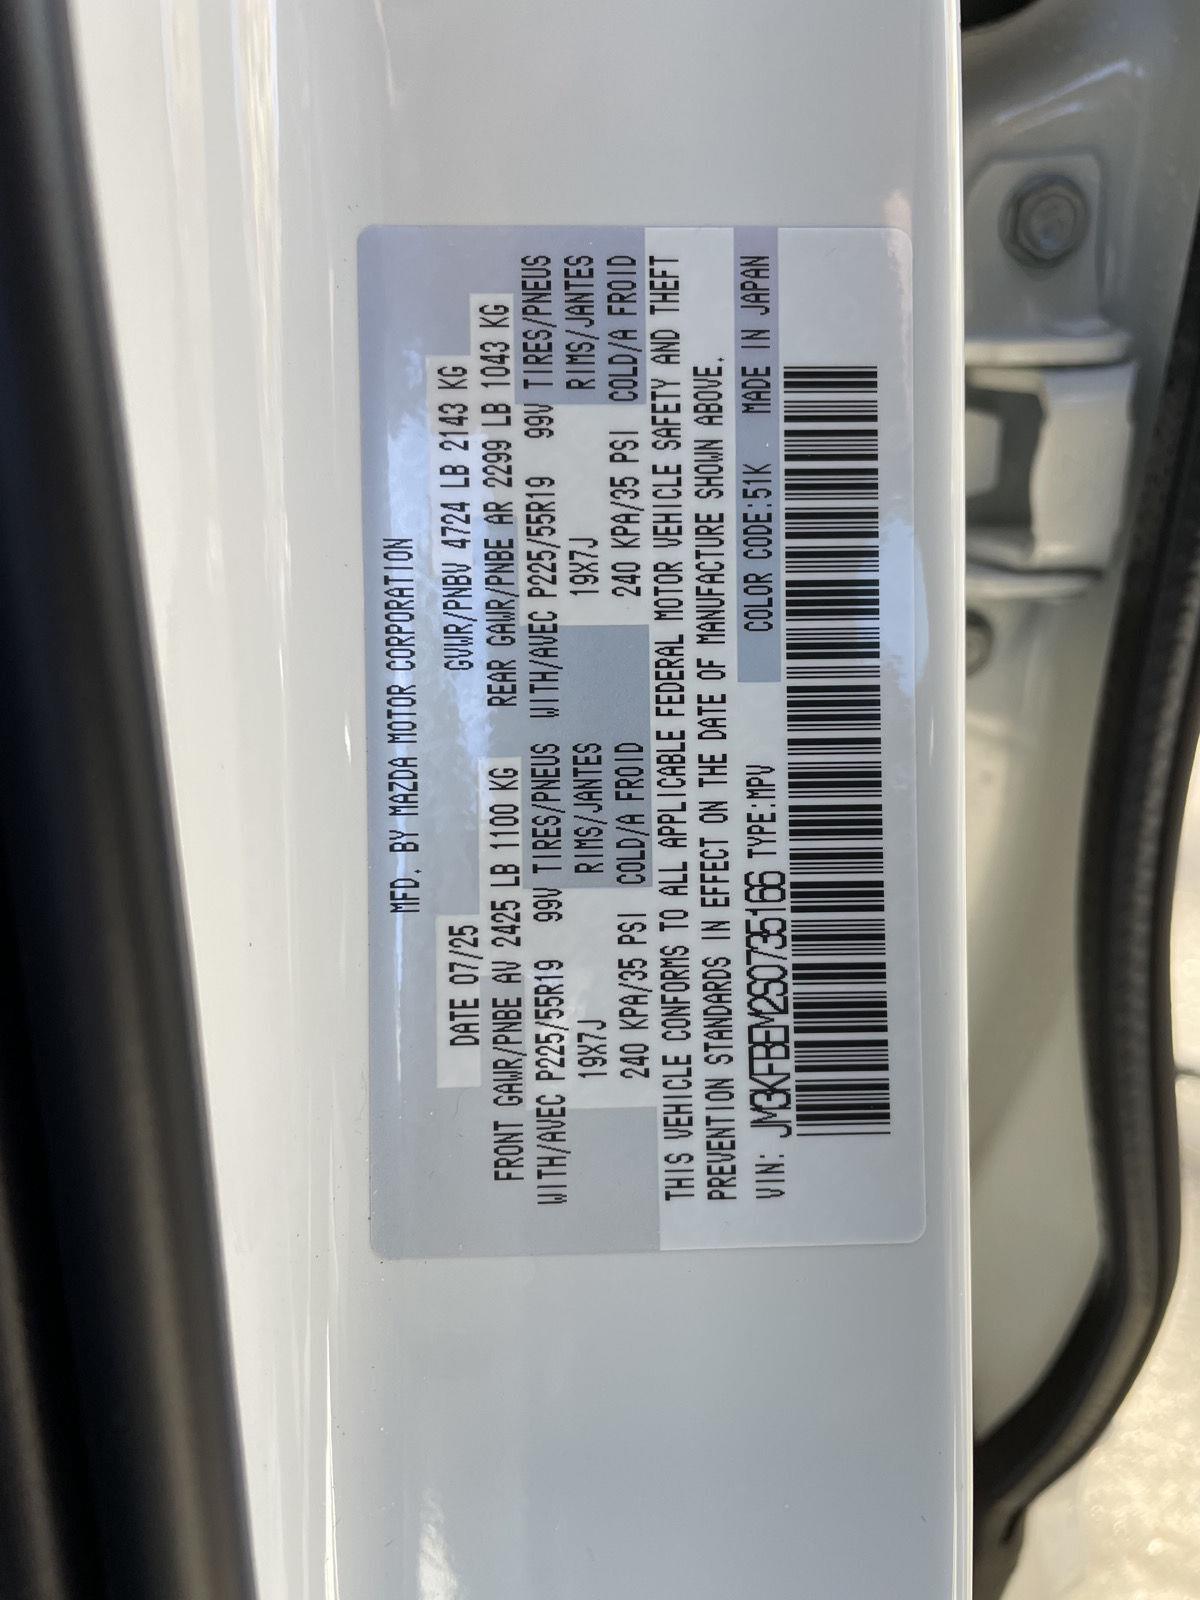 MFD. BY MAZDA MOTOR CORPORATION
DATE 07/25 GVWR/PNBV 4724 LB 2143 KG
FRONT GAWR/PNBE AV 2425 LB 1100 KG REAR GAWR/PNBE AR 2299 LB 1043 KG
WITH/AVEC P225/55R19 99V TIRES/PNEUS WITH/AVEC P225/55R19 99V TIRES/PNEUS
19X7J RIMS/JANTES 19X7J RIMS/JANTES
240 KPA/35 PSI COLD/A FROID 240 KPA/35 PSI COLD/A FROID
THIS VEHICLE CONFORMS TO ALL APPLICABLE FEDERAL MOTOR VEHICLE SAFETY AND THEFT
PREVENTION STANDARDS IN EFFECT ON THE DATE OF MANUFACTURE SHOWN ABOVE.
VIN: JM3KFBEM2S0735166 TYPE:MPV COLOR CODE:51K MADE IN JAPAN